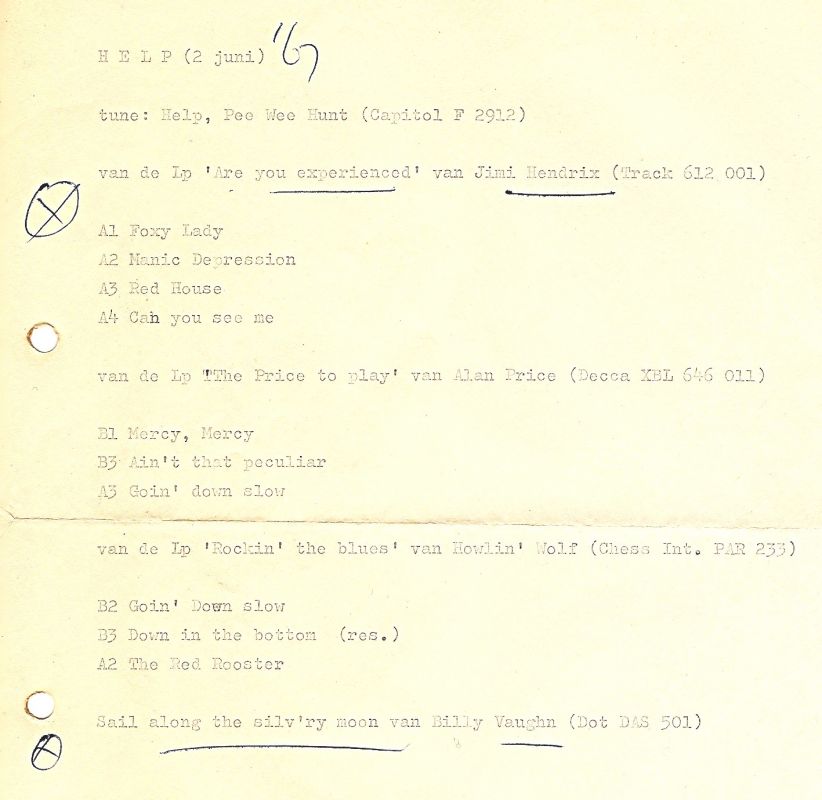 H E L P (2 juni) '67
tune: Help, Pee Wee Hunt (Capitol F 2912)
van de Lp 'Are you experienced' van Jimi Hendrix (Track 612 001)
A1 Foxy Lady
A2 Manic Depression
A3 Red House
A4 Can you see me
van de Lp 'The Price to play' van Alan Price (Decca XBL 646 011)
B1 Mercy, Mercy
B3 Ain't that peculiar
A3 Goin' down slow
van de Lp 'Rockin' the blues' van Howlin' Wolf (Chess Int. PAR 233)
B2 Goin' Down slow
B3 Down in the bottom (res.)
A2 The Red Rooster
Sail along the silv'ry moon van Billy Vaughn (Dot DAS 501)